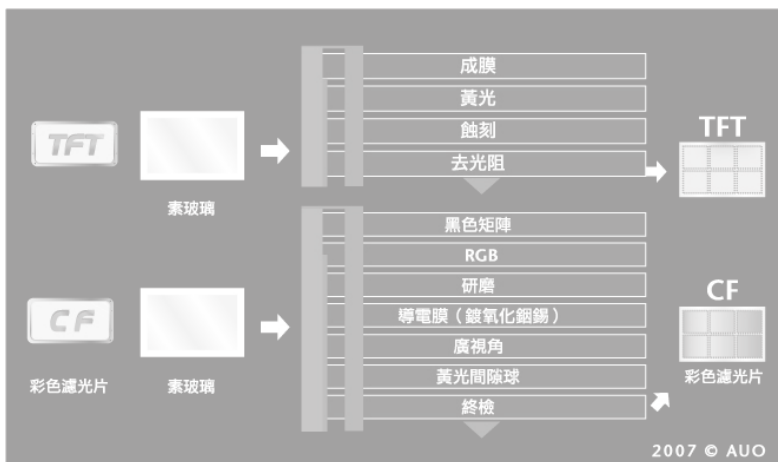 TFT
素玻璃
成膜
黃光
蝕刻
去光阻
TFT
CF
彩色濾光片
素玻璃
黑色矩陣
RGB
研磨
導電膜（鍍氧化銦錫）
廣視角
黃光間隙球
終檢
CF
彩色濾光片
2007 © AUO